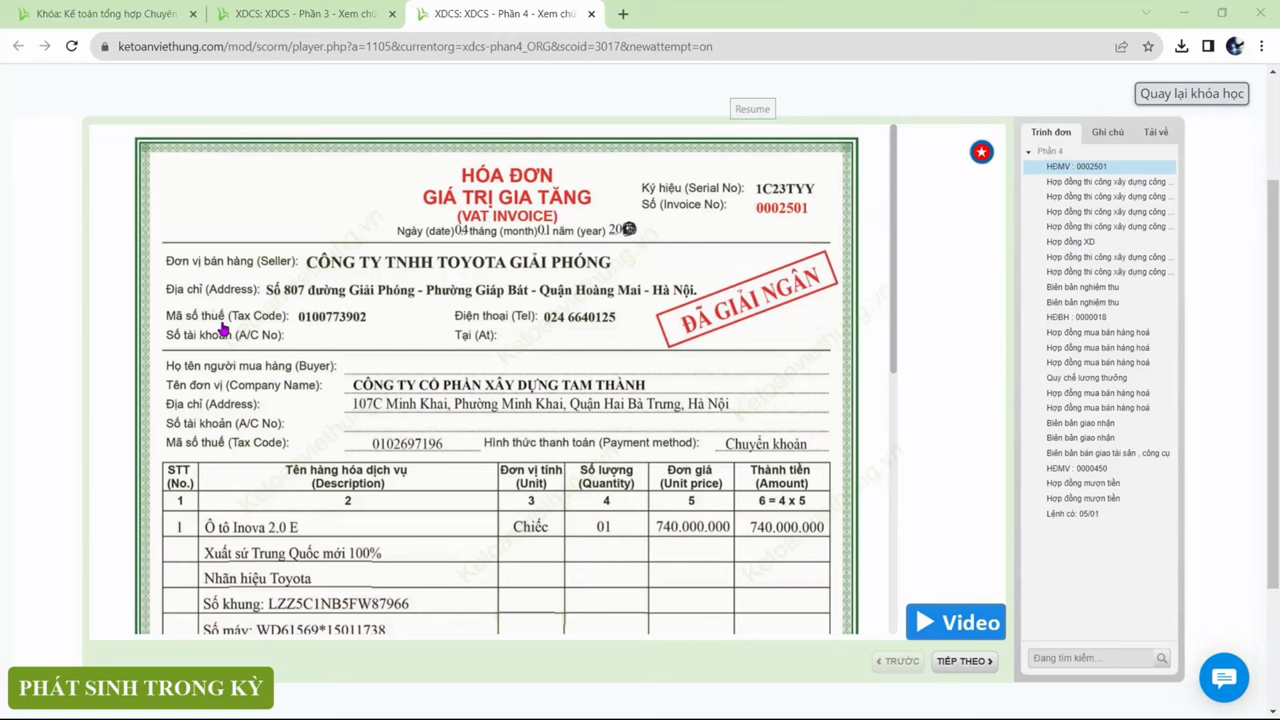 Khóa: Kế toán tổng hợp Chuyên
XDCS: XDCS - Phần 3 - Xem chủ
XDCS: XDCS - Phần 4 - Xem chủ
ketoanviethung.com/mod/scorm/player.php?a=1105&currentorg=xdcs-phan4_ORG&scoid=3017&newattempt=on
Quay lại khóa học
Resume
HÓA ĐƠN
GIÁ TRỊ GIA TĂNG
(VAT INVOICE)
Ngày (date)04tháng (month)01năm (year)
Ký hiệu (Serial No): 1C23TYY
Số (Invoice No): 0002501
Đơn vị bán hàng (Seller): CÔNG TY TNHH TOYOTA GIẢI PHÓNG
Địa chỉ (Address): Số 807 đường Giải Phóng - Phường Giáp Bát - Quận Hoàng Mai - Hà Nội.
Mã số thuế (Tax Code): 0100773902 Điện thoại (Tel): 024 6640125
Số tài khoản (A/C No): Tại (At):
ĐÃ GIẢI NGÂN
Họ tên người mua hàng (Buyer):
Tên đơn vị (Company Name): CÔNG TY CỔ PHẦN XÂY DỰNG TAM THÀNH
Địa chỉ (Address): 107C Minh Khai, Phường Minh Khai, Quận Hai Bà Trưng, Hà Nội
Số tài khoản (A/C No):
Mã số thuế (Tax Code): 0102697196 Hình thức thanh toán (Payment method): Chuyển khoản
STT Tên hàng hóa dịch vụ Đơn vị tính Số lượng Đơn giá Thành tiền
(No.) (Description) (Unit) (Quantity) (Unit price) (Amount)
1 2 3 4 5 6 = 4 x 5
1 Ô tô Inova 2.0 E Chiếc 01 740.000.000 740.000.000
Xuất sứ Trung Quốc mới 100%
Nhãn hiệu Toyota
Số khung: LZZ5C1NB5FW87966
Số máy: WD61569*15011738
Video
TRƯỚC
TIẾP THEO
PHÁT SINH TRONG KỲ
Trình đơn Ghi chú Tải về
Phần 4
HĐMV : 0002501
Hợp đồng thi công xây dựng công ...
Hợp đồng thi công xây dựng công ...
Hợp đồng thi công xây dựng công ...
Hợp đồng thi công xây dựng công ...
Hợp đồng XD
Hợp đồng thi công xây dựng công ...
Hợp đồng thi công xây dựng công ...
Biên bản nghiệm thu
Biên bản nghiệm thu
HĐBH : 0000018
Hợp đồng mua bán hàng hoá
Hợp đồng mua bán hàng hoá
Hợp đồng mua bán hàng hoá
Quy chế lương thưởng
Hợp đồng mua bán hàng hoá
Hợp đồng mua bán hàng hoá
Biên bản giao nhận
Biên bản giao nhận
Biên bản bàn giao tài sản , công cụ
HĐMV : 0000450
Hợp đồng mượn tiền
Hợp đồng mượn tiền
Lệnh có: 05/01
Đang tìm kiếm...